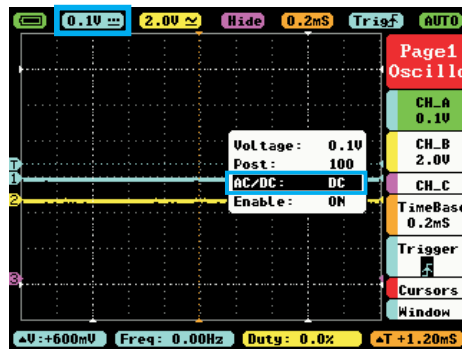 0.1V 2.0V Hide 0.2mS Trig AUTO
Page1
Oscillo
CH_A
0.1V
CH_B
2.0V
CH_C
TimeBase
0.2mS
Trigger
Cursors
Window
Voltage: 0.1V
Post: 100
AC/DC: DC
Enable: ON
T
1
2
3
▲V:+600mV Freq: 0.00Hz Duty: 0.0% ▲T +1.20mS